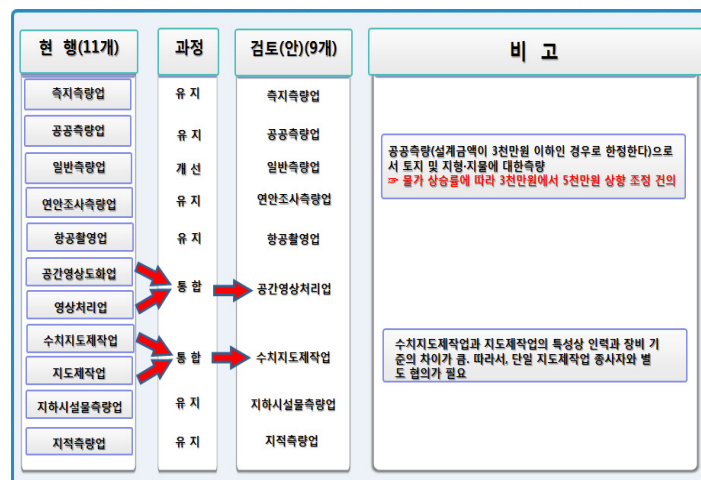 현 행(11개) 과정 검토(안)(9개) 비 고
측지측량업 유 지 측지측량업
공공측량업 유 지 공공측량업
일반측량업 개 선 일반측량업
공공측량(설계금액이 3천만원 이하인 경우로 한정한다)으로
서 토지 및 지형·지물에 대한측량
☞ 물가 상승률에 따라 3천만원에서 5천만원 상향 조정 건의
연안조사측량업 유 지 연안조사측량업
항공촬영업 유 지 항공촬영업
공간영상도화업
영상처리업
통 합 공간영상처리업
수치지도제작업
지도제작업
통 합 수치지도제작업
수치지도제작업과 지도제작업의 특성상 인력과 장비 기
준의 차이가 큼. 따라서, 단일 지도제작업 종사자와 별
도 협의가 필요
지하시설물측량업 유 지 지하시설물측량업
지적측량업 유 지 지적측량업